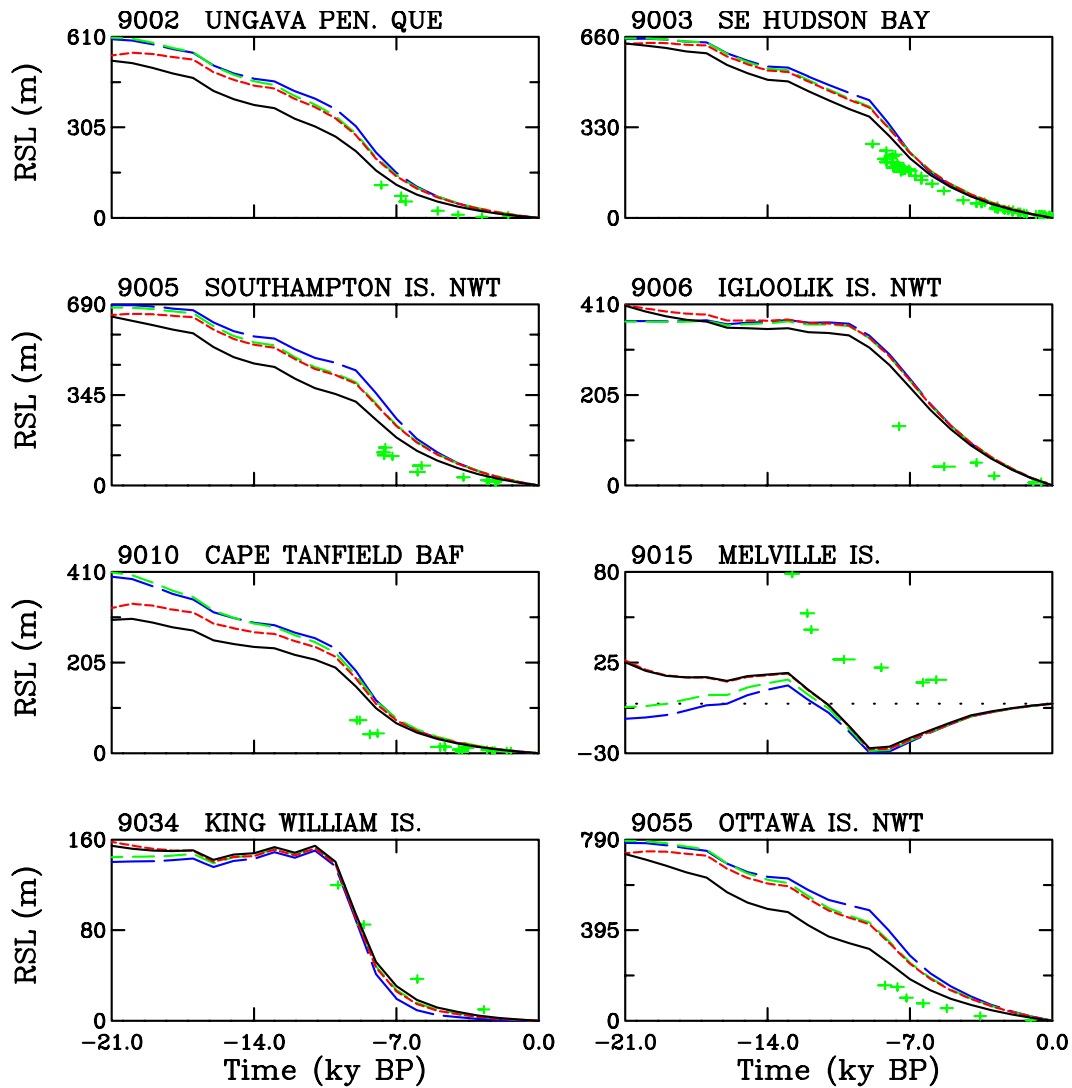 9002 UNGAVA PEN. QUE
610
305
0
RSL (m)
9003 SE HUDSON BAY
660
330
0
9005 SOUTHAMPTON IS. NWT
690
345
0
RSL (m)
9006 IGLOOLIK IS. NWT
410
205
0
9010 CAPE TANFIELD BAF
410
205
0
RSL (m)
9015 MELVILLE IS.
80
25
−30
9034 KING WILLIAM IS.
160
80
0
RSL (m)
−21.0 −14.0 −7.0 0.0
Time (ky BP)
9055 OTTAWA IS. NWT
790
395
0
−21.0 −14.0 −7.0 0.0
Time (ky BP)